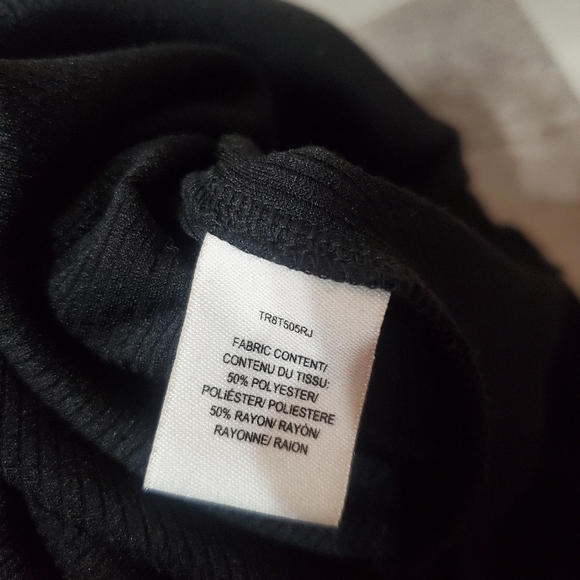 TR8T505RJ
FABRIC CONTENT/
CONTENU DU TISSU:
50% POLYESTER/
POLIÉSTER/ POLIESTERE
50% RAYON/ RAYÓN/
RAYONNE/ RAION